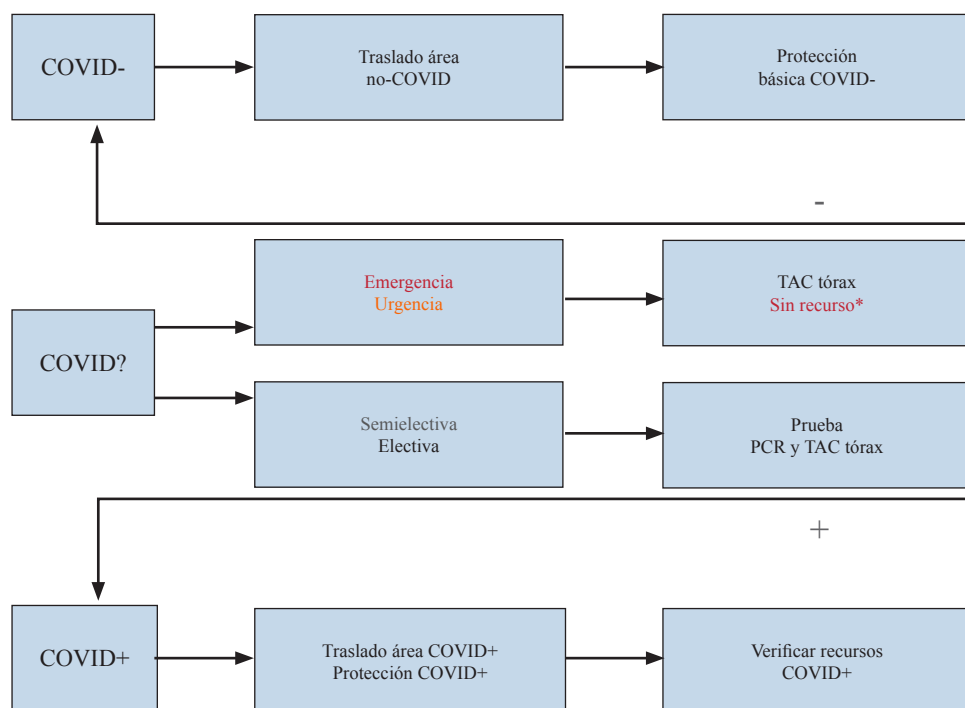 COVID-
Traslado área
no-COVID
Protección
básica COVID-
-
COVID?
Emergencia
Urgencia
TAC tórax
Sin recurso*
Semielectiva
Electiva
Prueba
PCR y TAC tórax
+
COVID+
Traslado área COVID+
Protección COVID+
Verificar recursos
COVID+